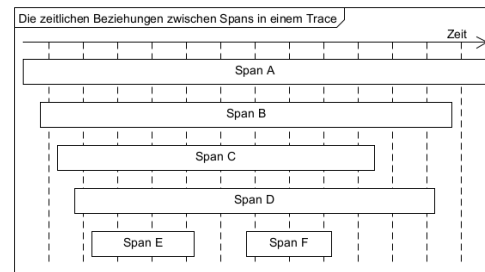 Die zeitlichen Beziehungen zwischen Spans in einem Trace
Zeit
Span A
Span B
Span C
Span D
Span E Span F